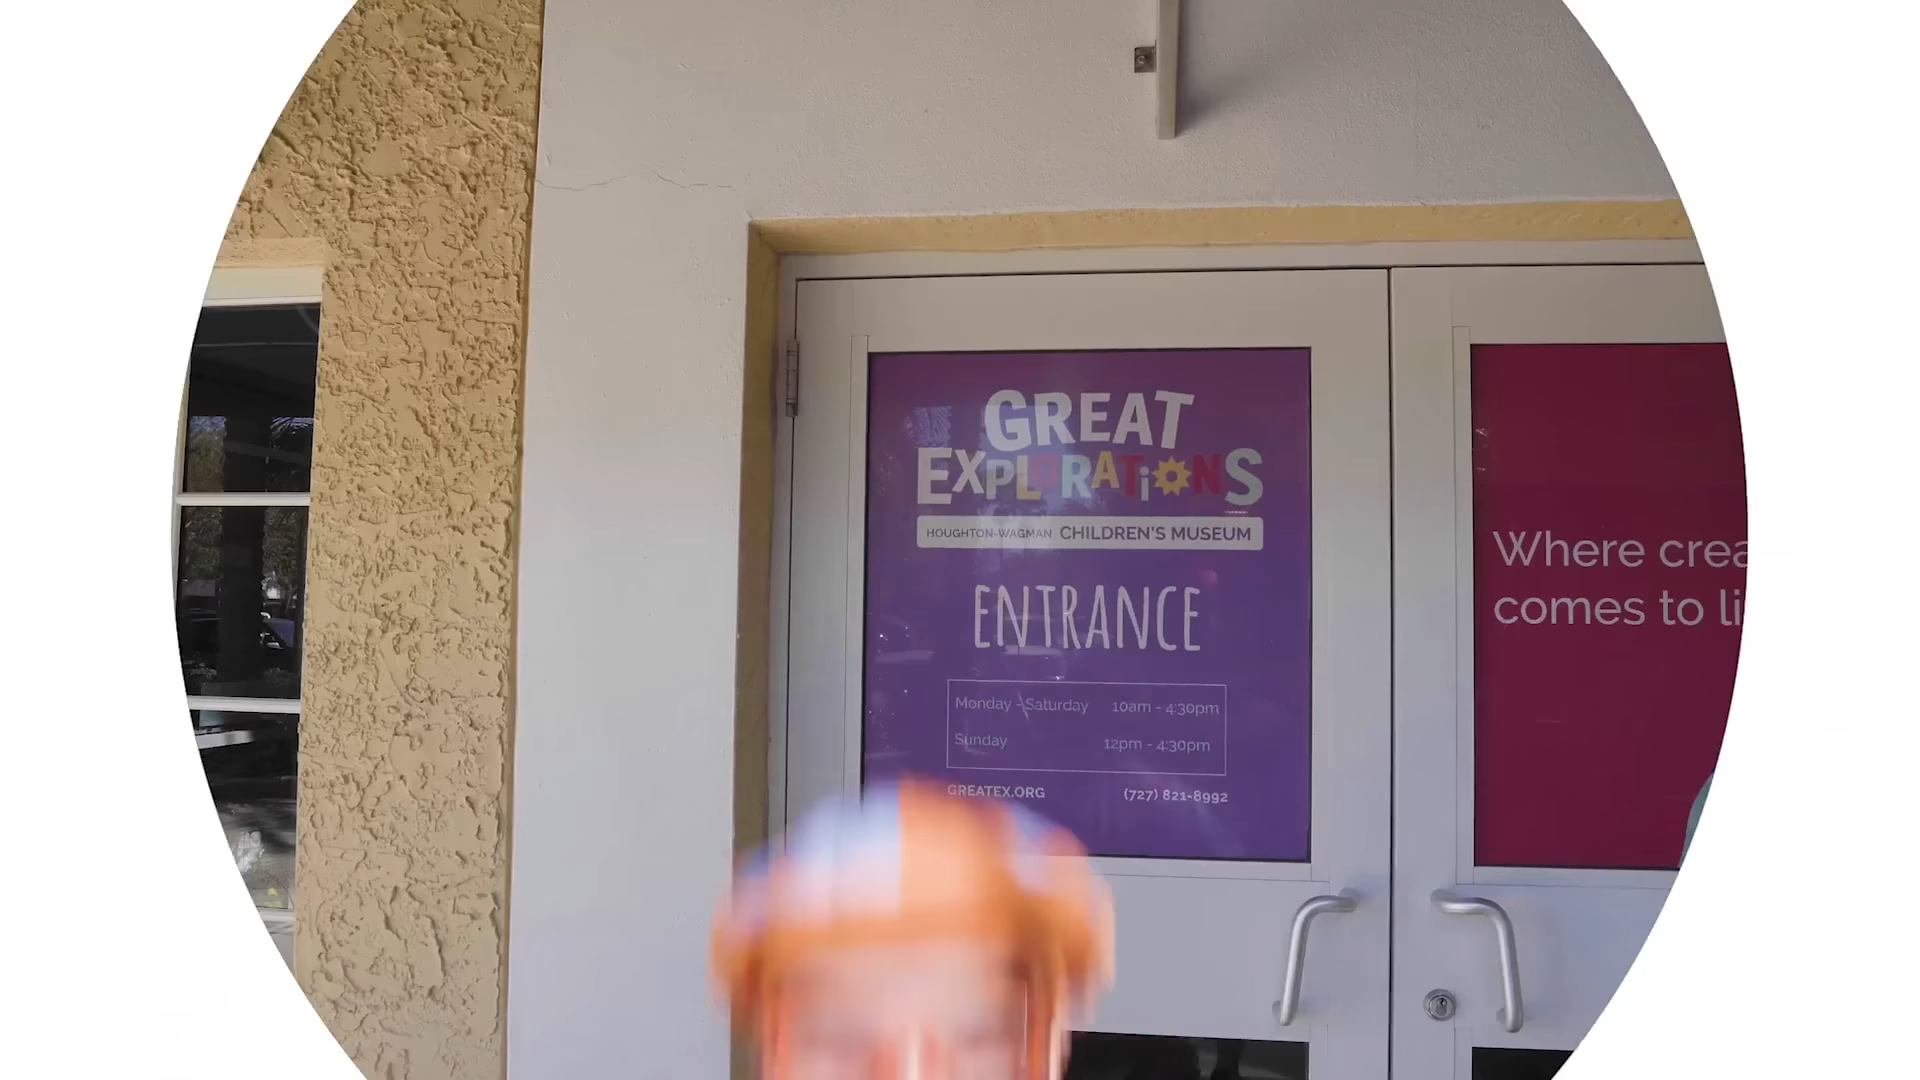 GREAT
EXPLORATiONS
HOUGHTON-WAGMAN CHILDREN'S MUSEUM
ENTRANCE
Monday - Saturday 10am - 4:30pm
Sunday 12pm - 4:30pm
GREATEX.ORG (727) 821-8992
Where crea
comes to li